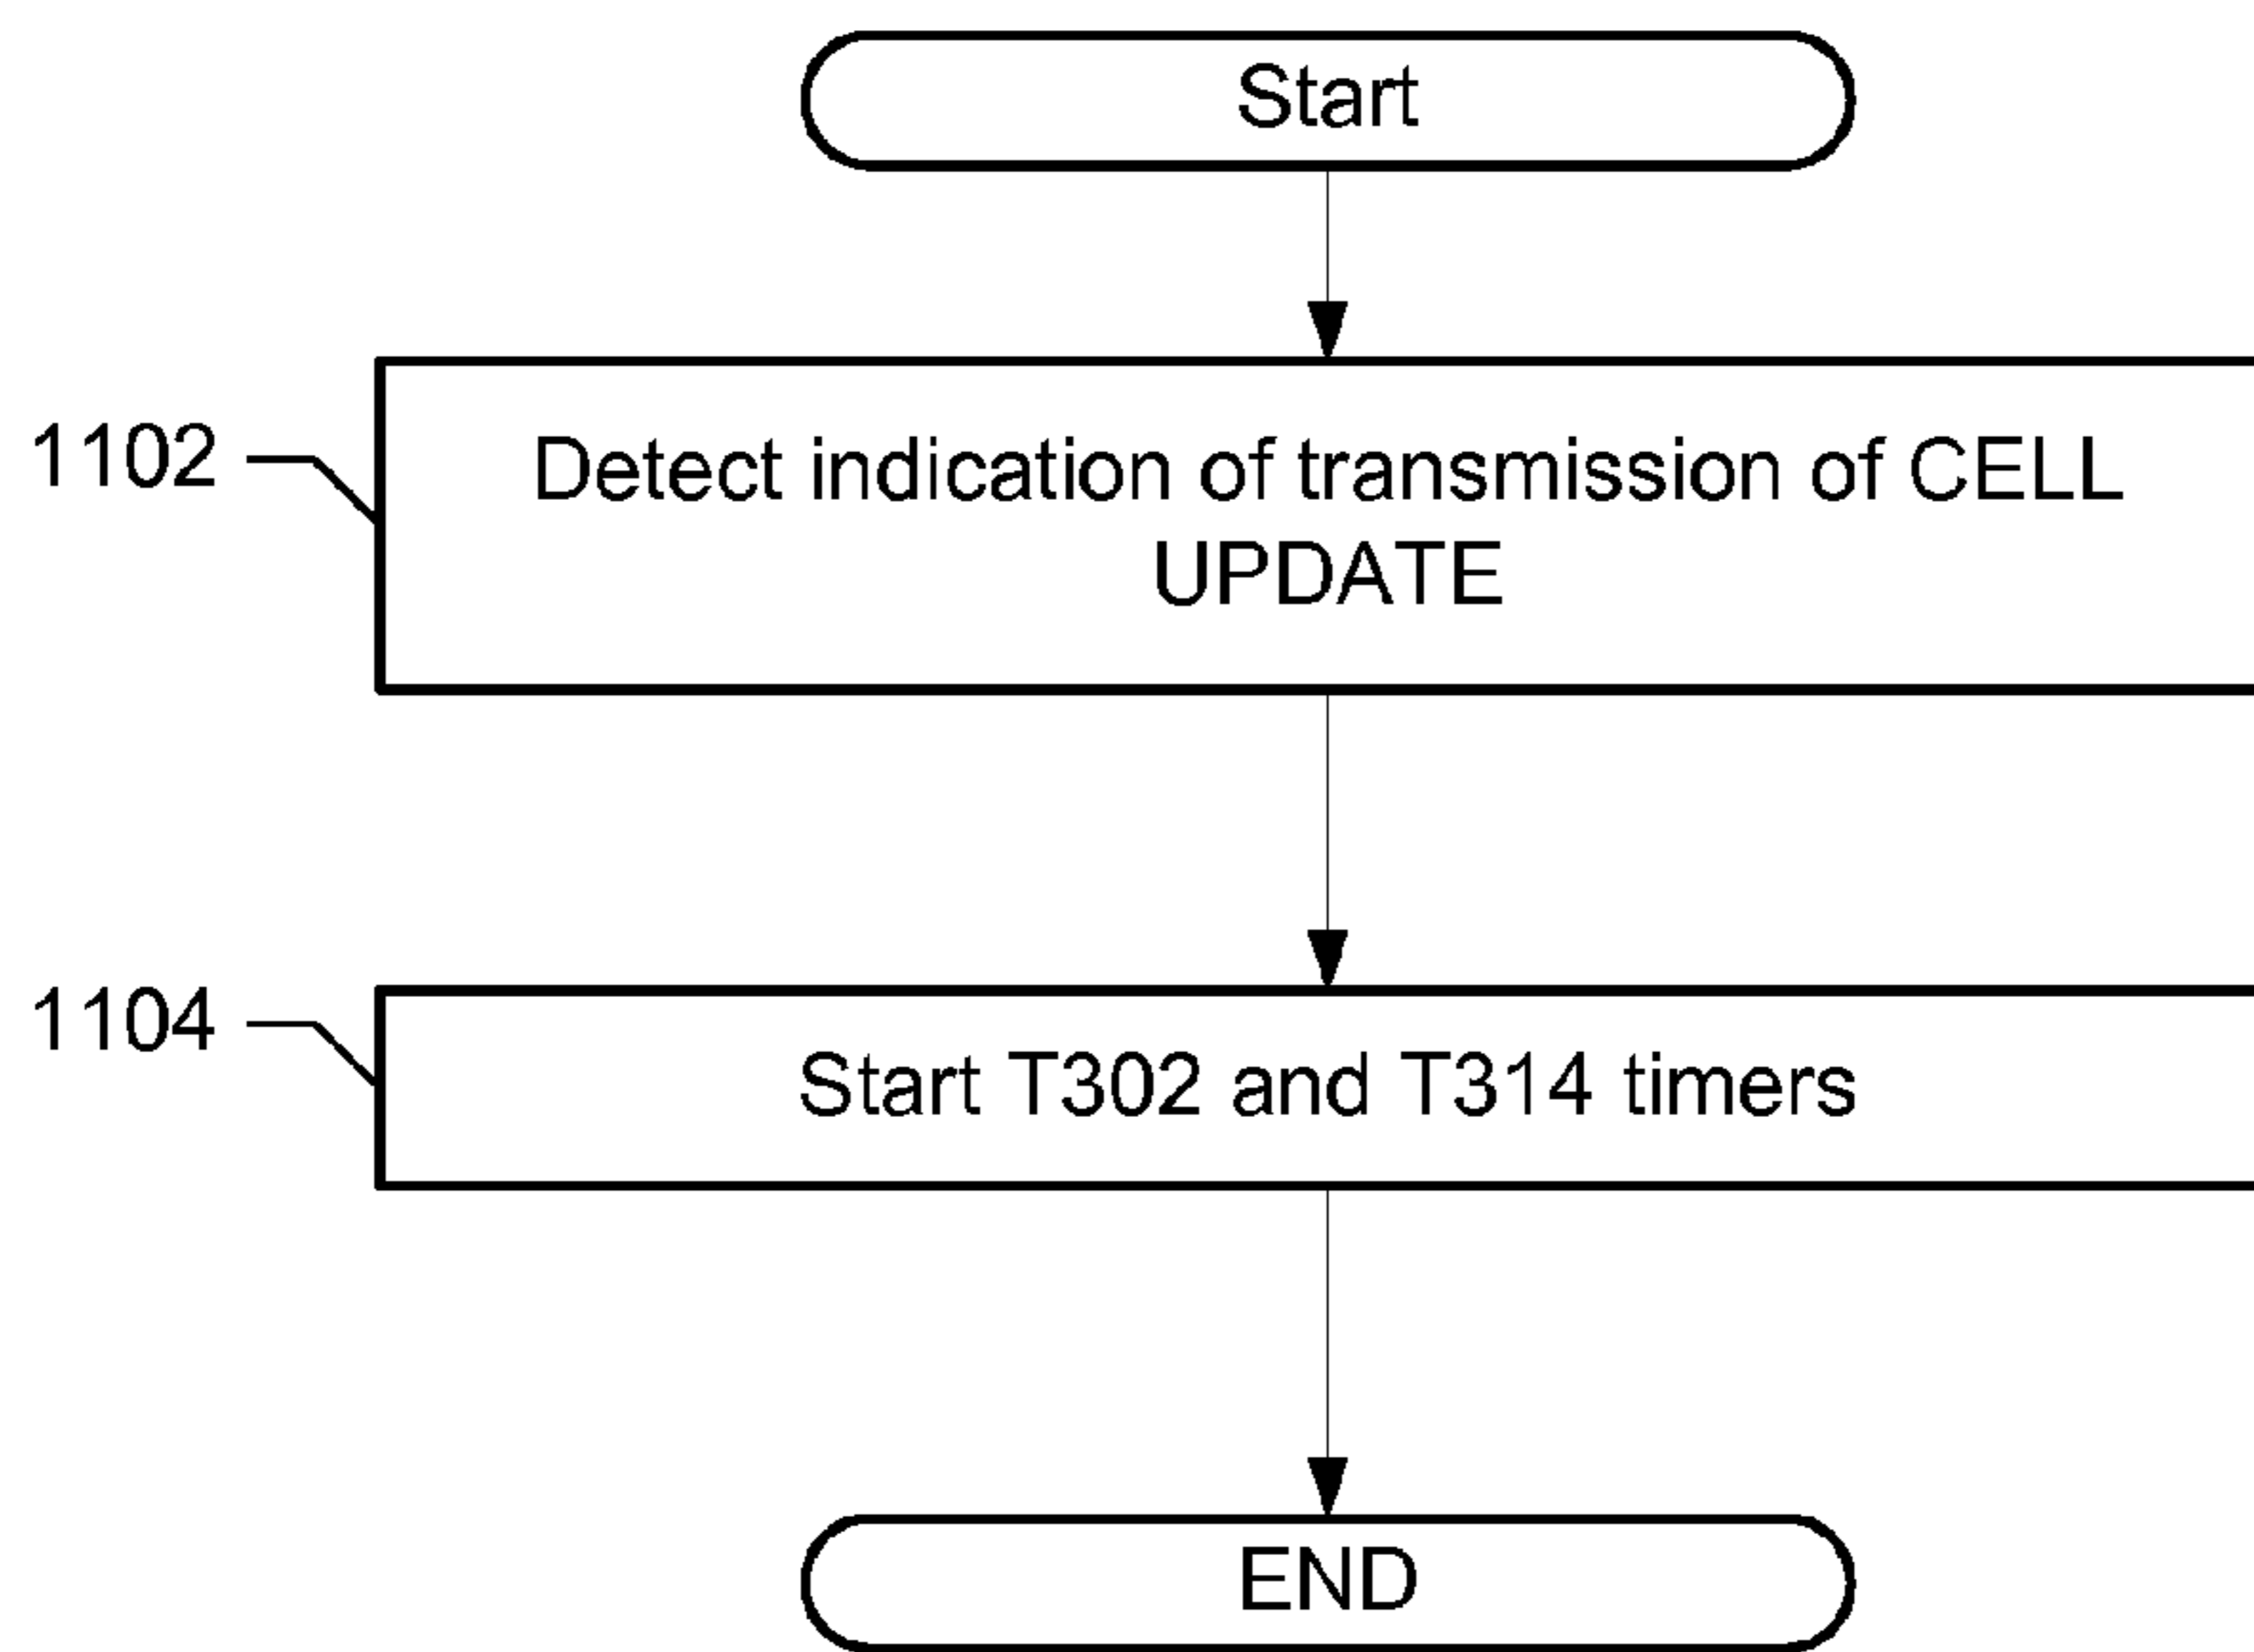 Start
1102
Detect indication of transmission of CELL
UPDATE
1104
Start T302 and T314 timers
END